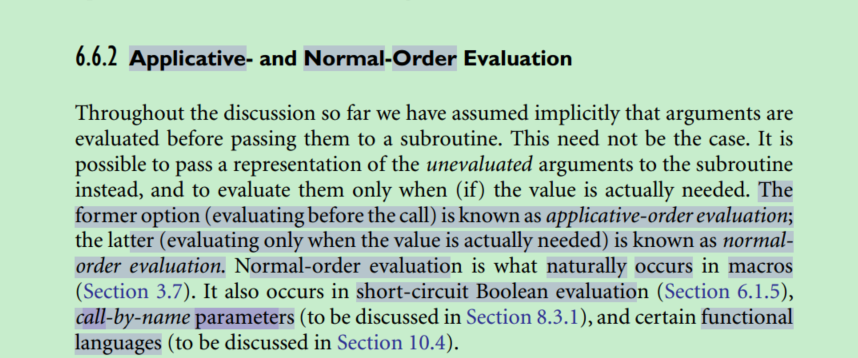 6.6.2 Applicative- and Normal-Order Evaluation
Throughout the discussion so far we have assumed implicitly that arguments are
evaluated before passing them to a subroutine. This need not be the case. It is
possible to pass a representation of the unevaluated arguments to the subroutine
instead, and to evaluate them only when (if) the value is actually needed. The
former option (evaluating before the call) is known as applicative-order evaluation;
the latter (evaluating only when the value is actually needed) is known as normal-
order evaluation. Normal-order evaluation is what naturally occurs in macros
(Section 3.7). It also occurs in short-circuit Boolean evaluation (Section 6.1.5),
call-by-name parameters (to be discussed in Section 8.3.1), and certain functional
languages (to be discussed in Section 10.4).